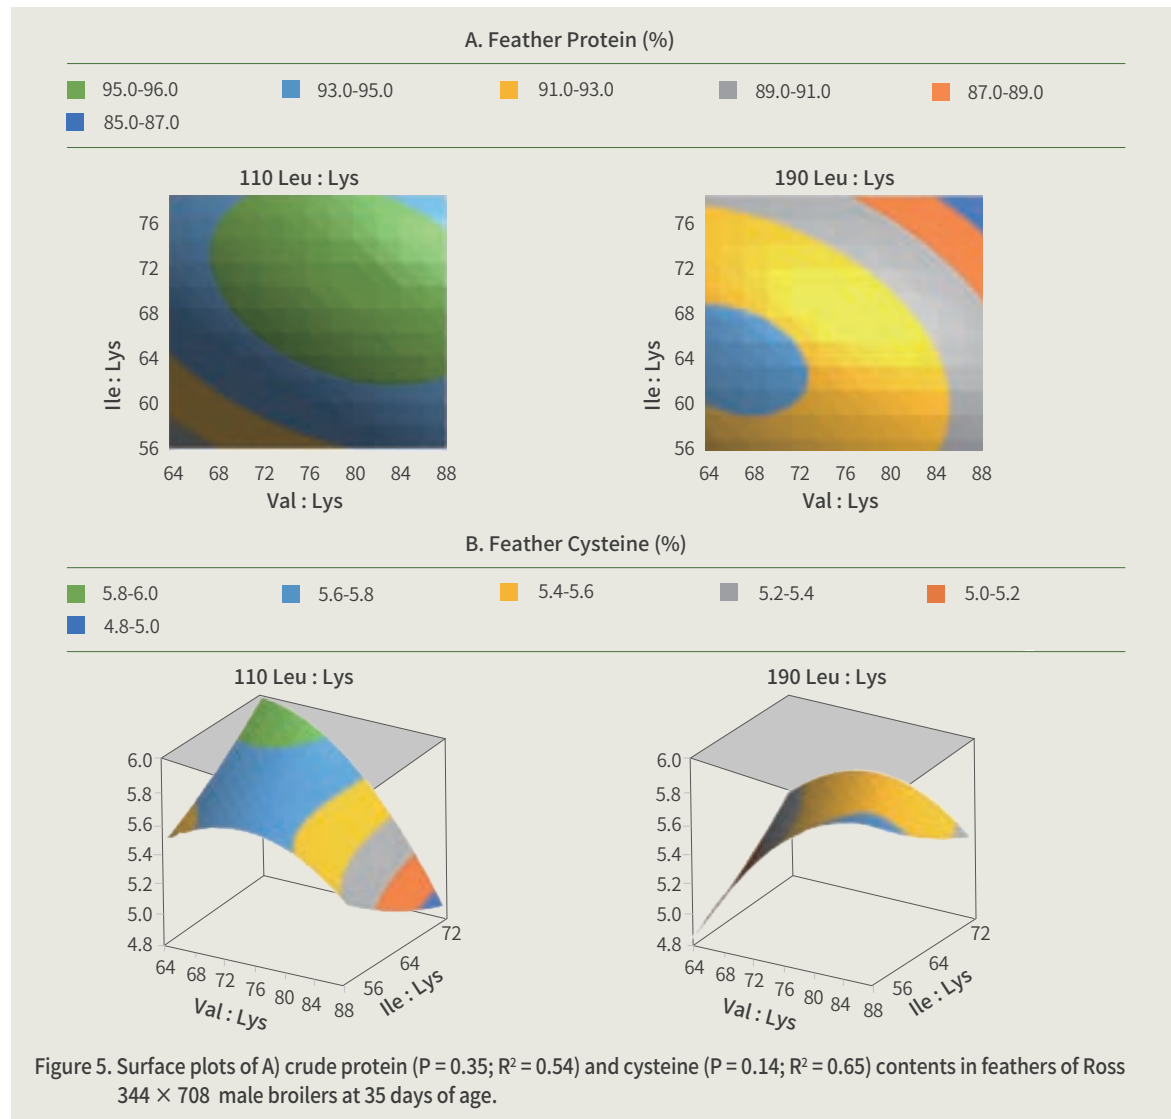 A. Feather Protein (%)
95.0-96.0 93.0-95.0 91.0-93.0 89.0-91.0 87.0-89.0
85.0-87.0
110 Leu : Lys
76
72
68
64
60
56
Ile : Lys
64 68 72 76 80 84 88
Val : Lys
190 Leu : Lys
76
72
68
64
60
56
Ile : Lys
64 68 72 76 80 84 88
Val : Lys
B. Feather Cysteine (%)
5.8-6.0 5.6-5.8 5.4-5.6 5.2-5.4 5.0-5.2
4.8-5.0
110 Leu : Lys
6.0
5.8
5.6
5.4
5.2
5.0
4.8
64 68 72 76 80 84 88
Val : Lys
56 64 72
Ile : Lys
190 Leu : Lys
6.0
5.8
5.6
5.4
5.2
5.0
4.8
64 68 72 76 80 84 88
Val : Lys
56 64 72
Ile : Lys
Figure 5. Surface plots of A) crude protein (P = 0.35; R² = 0.54) and cysteine (P = 0.14; R² = 0.65) contents in feathers of Ross
344 × 708 male broilers at 35 days of age.